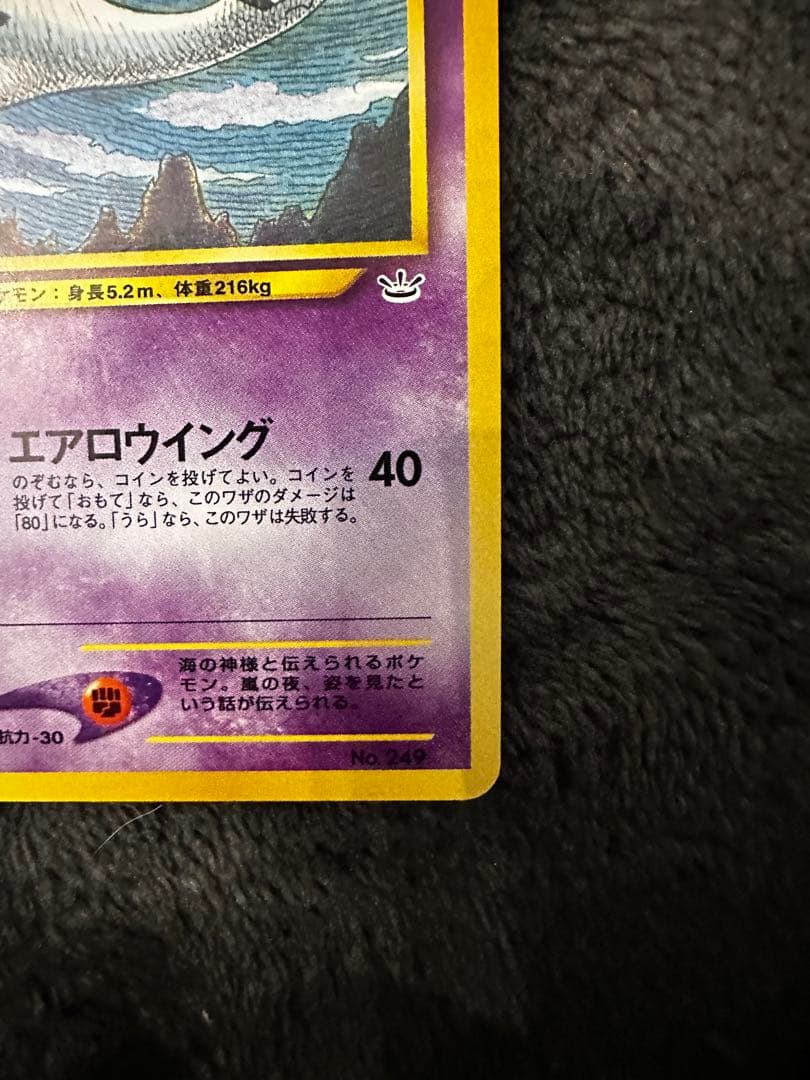 ケモン：身長5.2m、体重216kg
エアロウイング
のぞむなら、コインを投げてよい。コインを
投げて「おもて」なら、このワザのダメージは
「80」になる。「うら」なら、このワザは失敗する。
40
海の神様と伝えられるポケ
モン。嵐の夜、姿を見たと
いう話が伝えられる。
抗力-30
No. 249